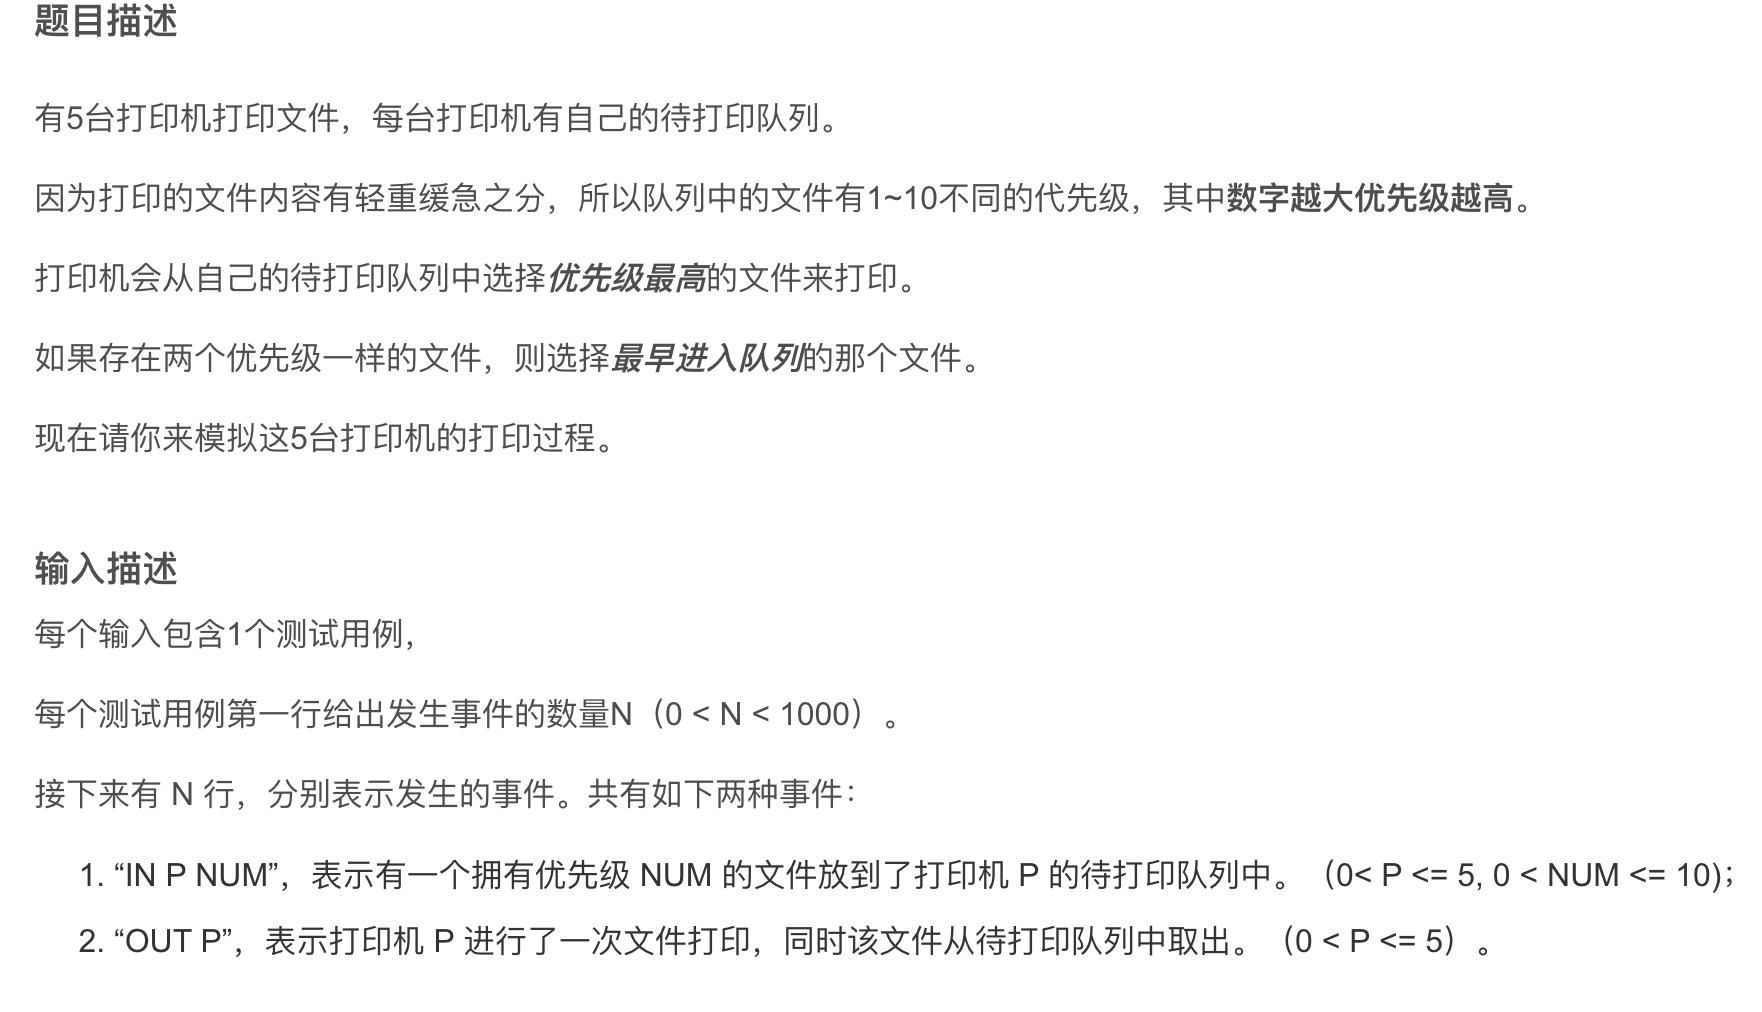 题目描述
有5台打印机打印文件，每台打印机有自己的待打印队列。
因为打印的文件内容有轻重缓急之分，所以队列中的文件有1~10不同的代先级，其中数字越大优先级越高。
打印机会从自己的待打印队列中选择优先级最高的文件来打印。
如果存在两个优先级一样的文件，则选择最早进入队列的那个文件。
现在请你来模拟这5台打印机的打印过程。
输入描述
每个输入包含1个测试用例，
每个测试用例第一行给出发生事件的数量N（0 < N < 1000）。
接下来有 N 行，分别表示发生的事件。共有如下两种事件：
1. “IN P NUM”，表示有一个拥有优先级 NUM 的文件放到了打印机 P 的待打印队列中。（0< P <= 5, 0 < NUM <= 10)；
2. “OUT P”，表示打印机 P 进行了一次文件打印，同时该文件从待打印队列中取出。（0 < P <= 5）。